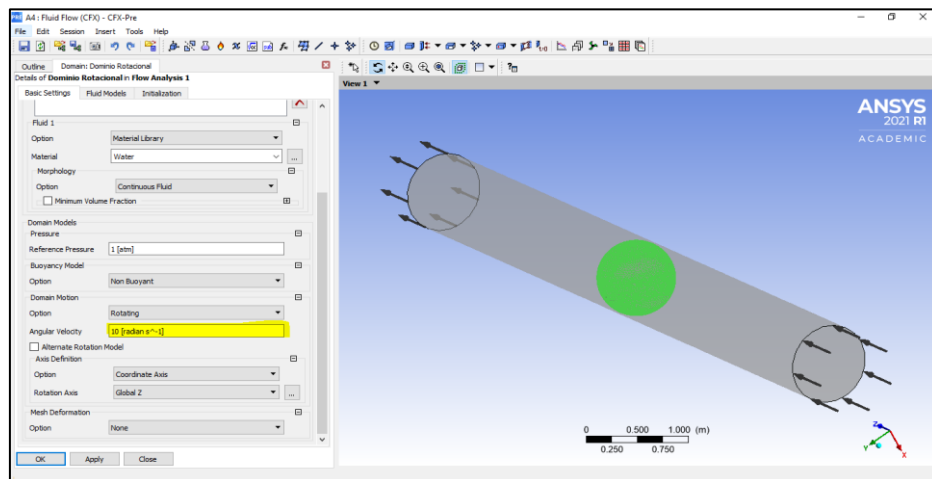 A4 : Fluid Flow (CFX) - CFX-Pre
File Edit Session Insert Tools Help
Outline Domain: Dominio Rotacional
Details of Dominio Rotacional in Flow Analysis 1
Basic Settings Fluid Models Initialization
Fluid 1
Option Material Library
Material Water ...
Morphology
Option Continuous Fluid
Minimum Volume Fraction
Domain Models
Pressure
Reference Pressure 1 [atm]
Buoyancy Model
Option Non Buoyant
Domain Motion
Option Rotating
Angular Velocity 10 [radian s^-1]
Alternate Rotation Model
Axis Definition
Option Coordinate Axis
Rotation Axis Global Z ...
Mesh Deformation
Option None
OK Apply Close
View 1
ANSYS
2021 R1
ACADEMIC
0 0.500 1.000 (m)
0.250 0.750
Z
Y
X